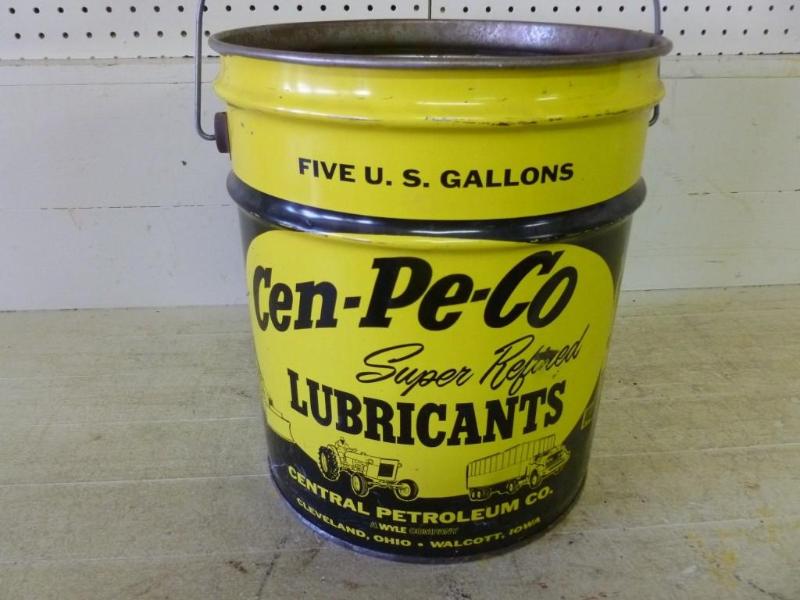 FIVE U. S. GALLONS
Cen-Pe-Co
Super Refined
LUBRICANTS
CENTRAL PETROLEUM CO.
A WYLE COMPANY
CLEVELAND, OHIO • WALCOTT, IOWA